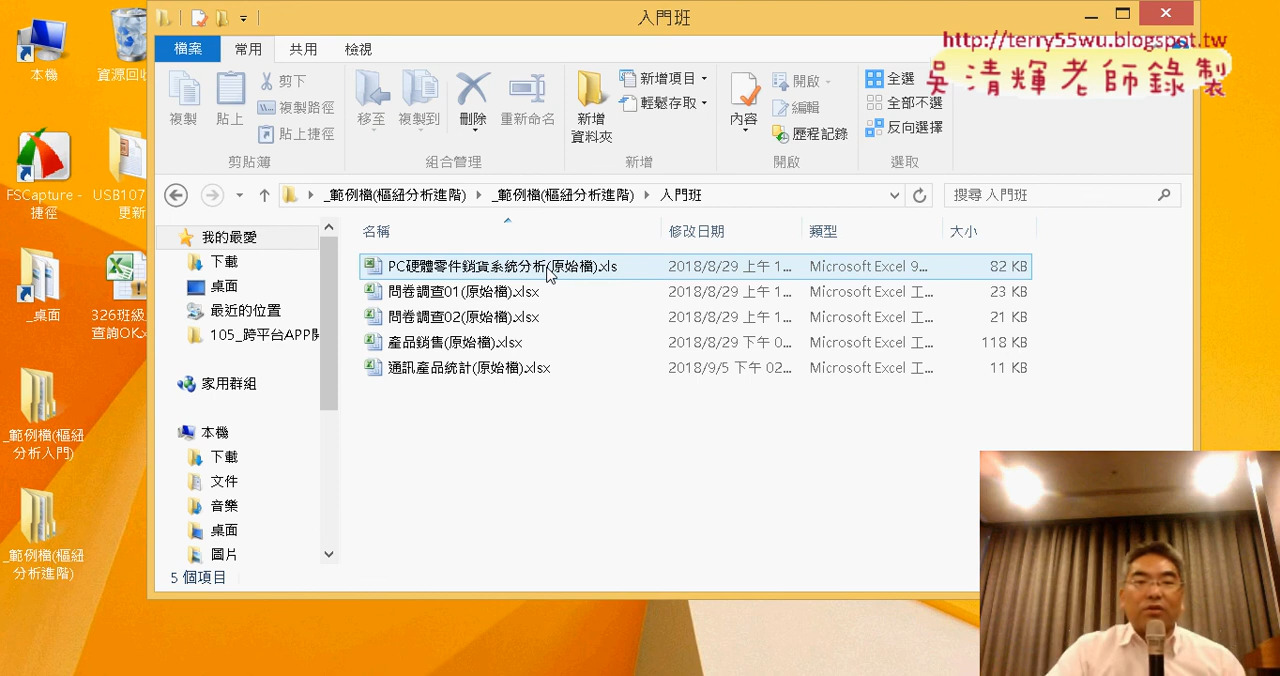 入門班
http://terry55wu.blogspot.tw
吳清輝老師錄製
檔案
常用
共用
檢視
複製
貼上
剪下
複製路徑
貼上捷徑
剪貼簿
移至
複製到
刪除
重新命名
組合管理
新增
資料夾
新增項目
輕鬆存取
新增
內容
開啟
編輯
歷程記錄
開啟
全選
全部不選
反向選擇
選取
_範例檔(樞紐分析進階)
_範例檔(樞紐分析進階)
入門班
搜尋 入門班
我的最愛
下載
桌面
最近的位置
105_跨平台APP
家用群組
本機
下載
文件
音樂
桌面
圖片
名稱 修改日期 類型 大小
PC硬體零件銷貨系統分析(原始檔).xls 2018/8/29 上午 1... Microsoft Excel 9... 82 KB
問卷調查01(原始檔).xlsx 2018/8/29 上午 1... Microsoft Excel 工... 23 KB
問卷調查02(原始檔).xlsx 2018/8/29 上午 1... Microsoft Excel 工... 21 KB
產品銷售(原始檔).xlsx 2018/8/29 下午 0... Microsoft Excel 工... 118 KB
通訊產品統計(原始檔).xlsx 2018/9/5 下午 02... Microsoft Excel 工... 11 KB
5 個項目
本機
資源回收
FSCapture -
捷徑
USB107
更新
_桌面
326班級
查詢OK.x
_範例檔(樞紐
分析入門)
_範例檔(樞紐
分析進階)